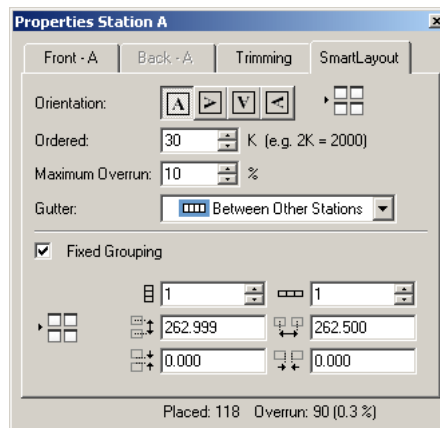 Properties Station A
Front - A Back - A Trimming SmartLayout
Orientation: A A A A
Ordered: 30 K (e.g. 2K = 2000)
Maximum Overrun: 10 %
Gutter: Between Other Stations
Fixed Grouping
1 1
262.999 262.500
0.000 0.000
Placed: 118 Overrun: 90 (0.3 %)